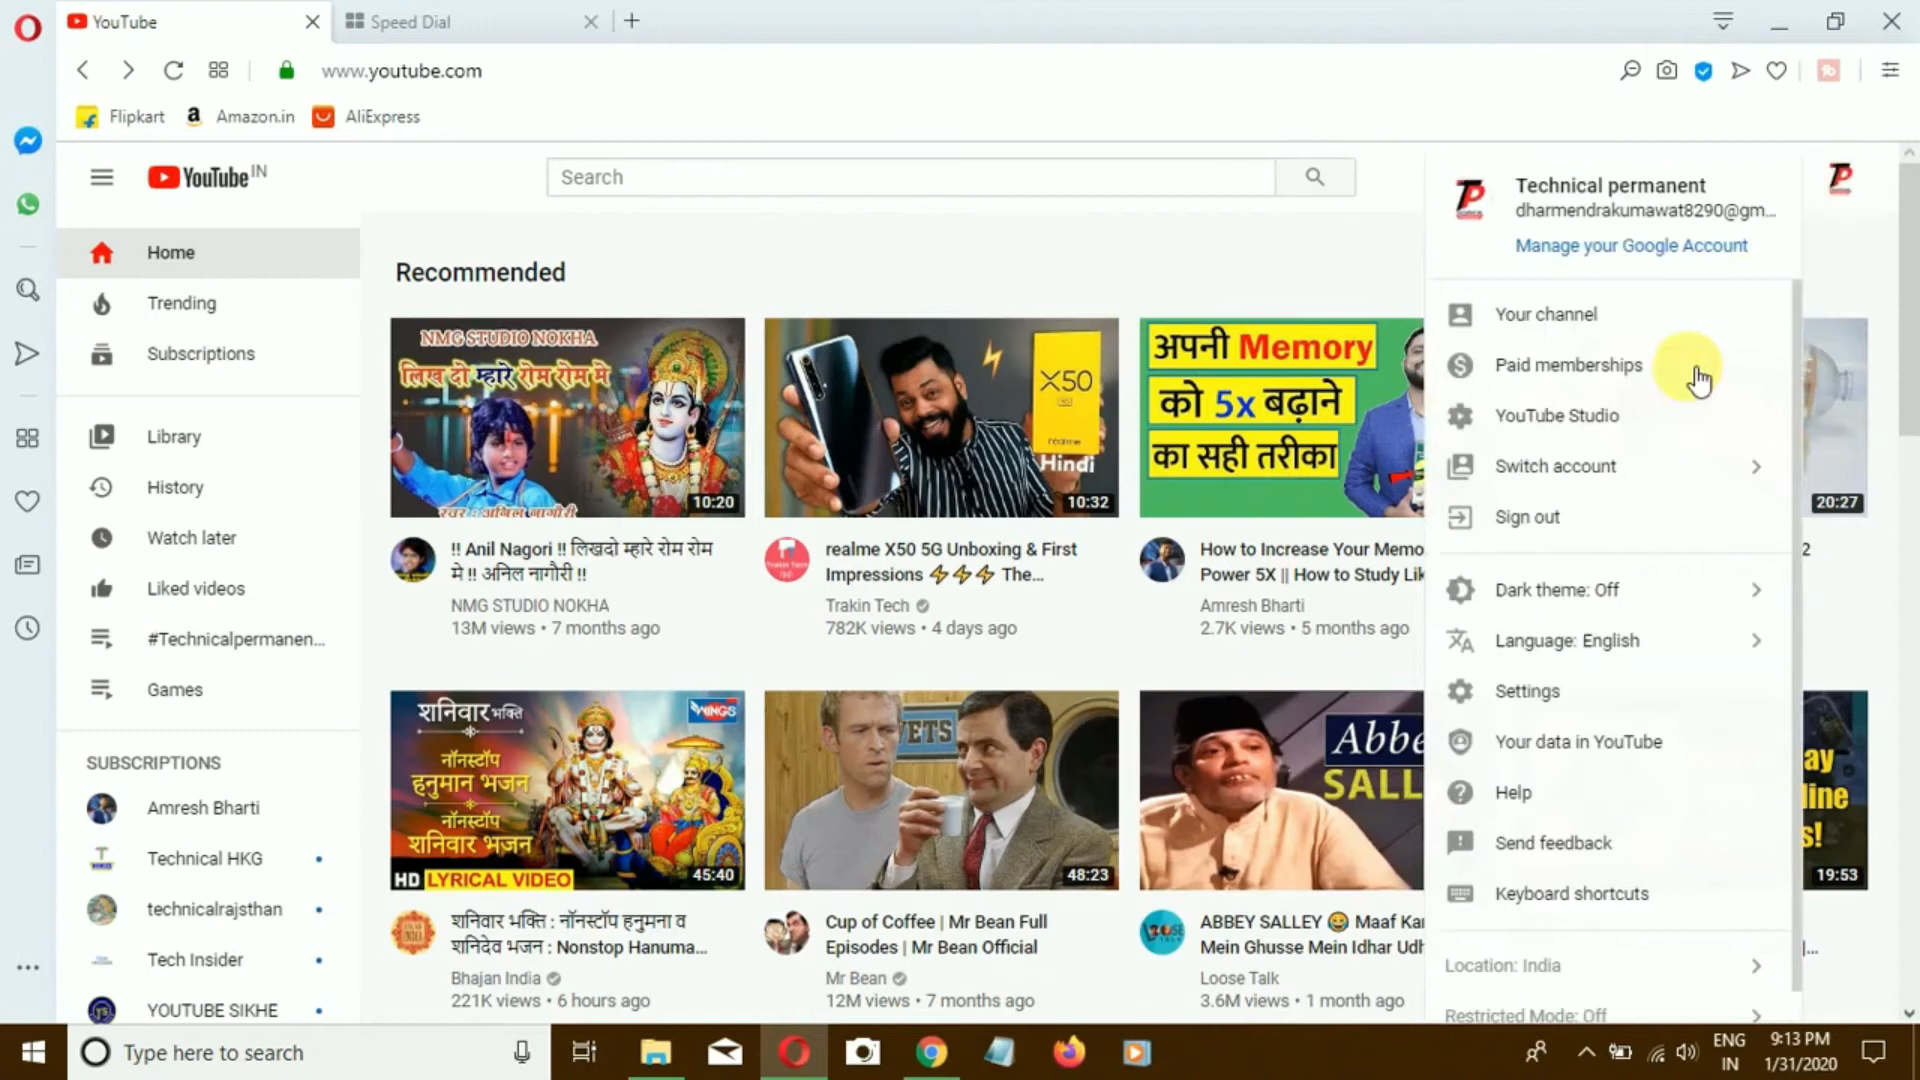 YouTube
Speed Dial
www.youtube.com
Flipkart
Amazon.in
AliExpress
YouTube IN
Search
Technical permanent
dharmendrakumawat8290@gm...
Manage your Google Account
Home
Trending
Subscriptions
Library
History
Watch later
Liked videos
#Technicalpermanen...
Games
SUBSCRIPTIONS
Amresh Bharti
Technical HKG
technicalrajsthan
Tech Insider
YOUTUBE SIKHE
Recommended
NMG STUDIO NOKHA
लिख दो म्हारे रोम रोम में
स्वर : अनिल नागौरी
10:20
!! Anil Nagori !! लिखदो म्हारे रोम रोम
मे !! अनिल नागौरी !!
NMG STUDIO NOKHA
13M views • 7 months ago
X50
realme
Hindi
10:32
realme X50 5G Unboxing & First
Impressions ⚡⚡⚡ The...
Trakin Tech
782K views • 4 days ago
अपनी Memory
को 5x बढ़ाने
का सही तरीका
How to Increase Your Memo
Power 5X || How to Study Lik
Amresh Bharti
2.7K views • 5 months ago
20:27
2
शनिवार भक्ति
WINGS
नॉनस्टॉप
हनुमान भजन
नॉनस्टॉप
शनिवार भजन
HD LYRICAL VIDEO
45:40
शनिवार भक्ति : नॉनस्टॉप हनुमना व
शनिदेव भजन : Nonstop Hanuma...
Bhajan India
221K views • 6 hours ago
VETS
48:23
Cup of Coffee | Mr Bean Full
Episodes | Mr Bean Official
Mr Bean
12M views • 7 months ago
Abbe
SALL
ABBEY SALLEY 😂 Maaf Kar
Mein Ghusse Mein Idhar Udh
Loose Talk
3.6M views • 1 month ago
ay
line
s!
19:53
|...
Your channel
Paid memberships
YouTube Studio
Switch account
Sign out
Dark theme: Off
Language: English
Settings
Your data in YouTube
Help
Send feedback
Keyboard shortcuts
Location: India
Restricted Mode: Off
Type here to search
ENG
IN
9:13 PM
1/31/2020